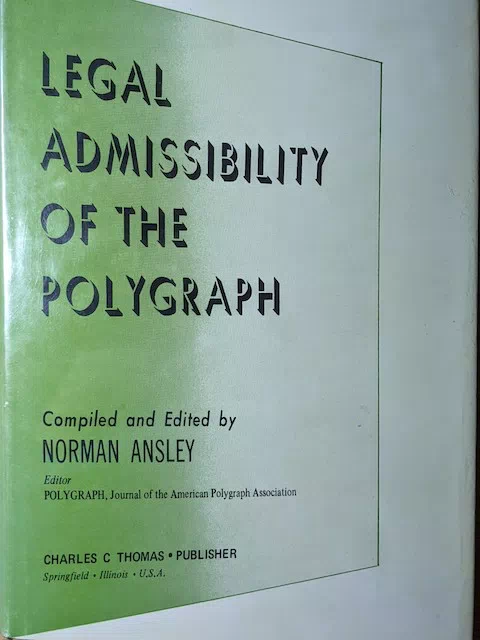 LEGAL
ADMISSIBILITY
OF THE
POLYGRAPH
Compiled and Edited by
NORMAN ANSLEY
Editor
POLYGRAPH, Journal of the American Polygraph Association
CHARLES C THOMAS • PUBLISHER
Springfield • Illinois • U.S.A.